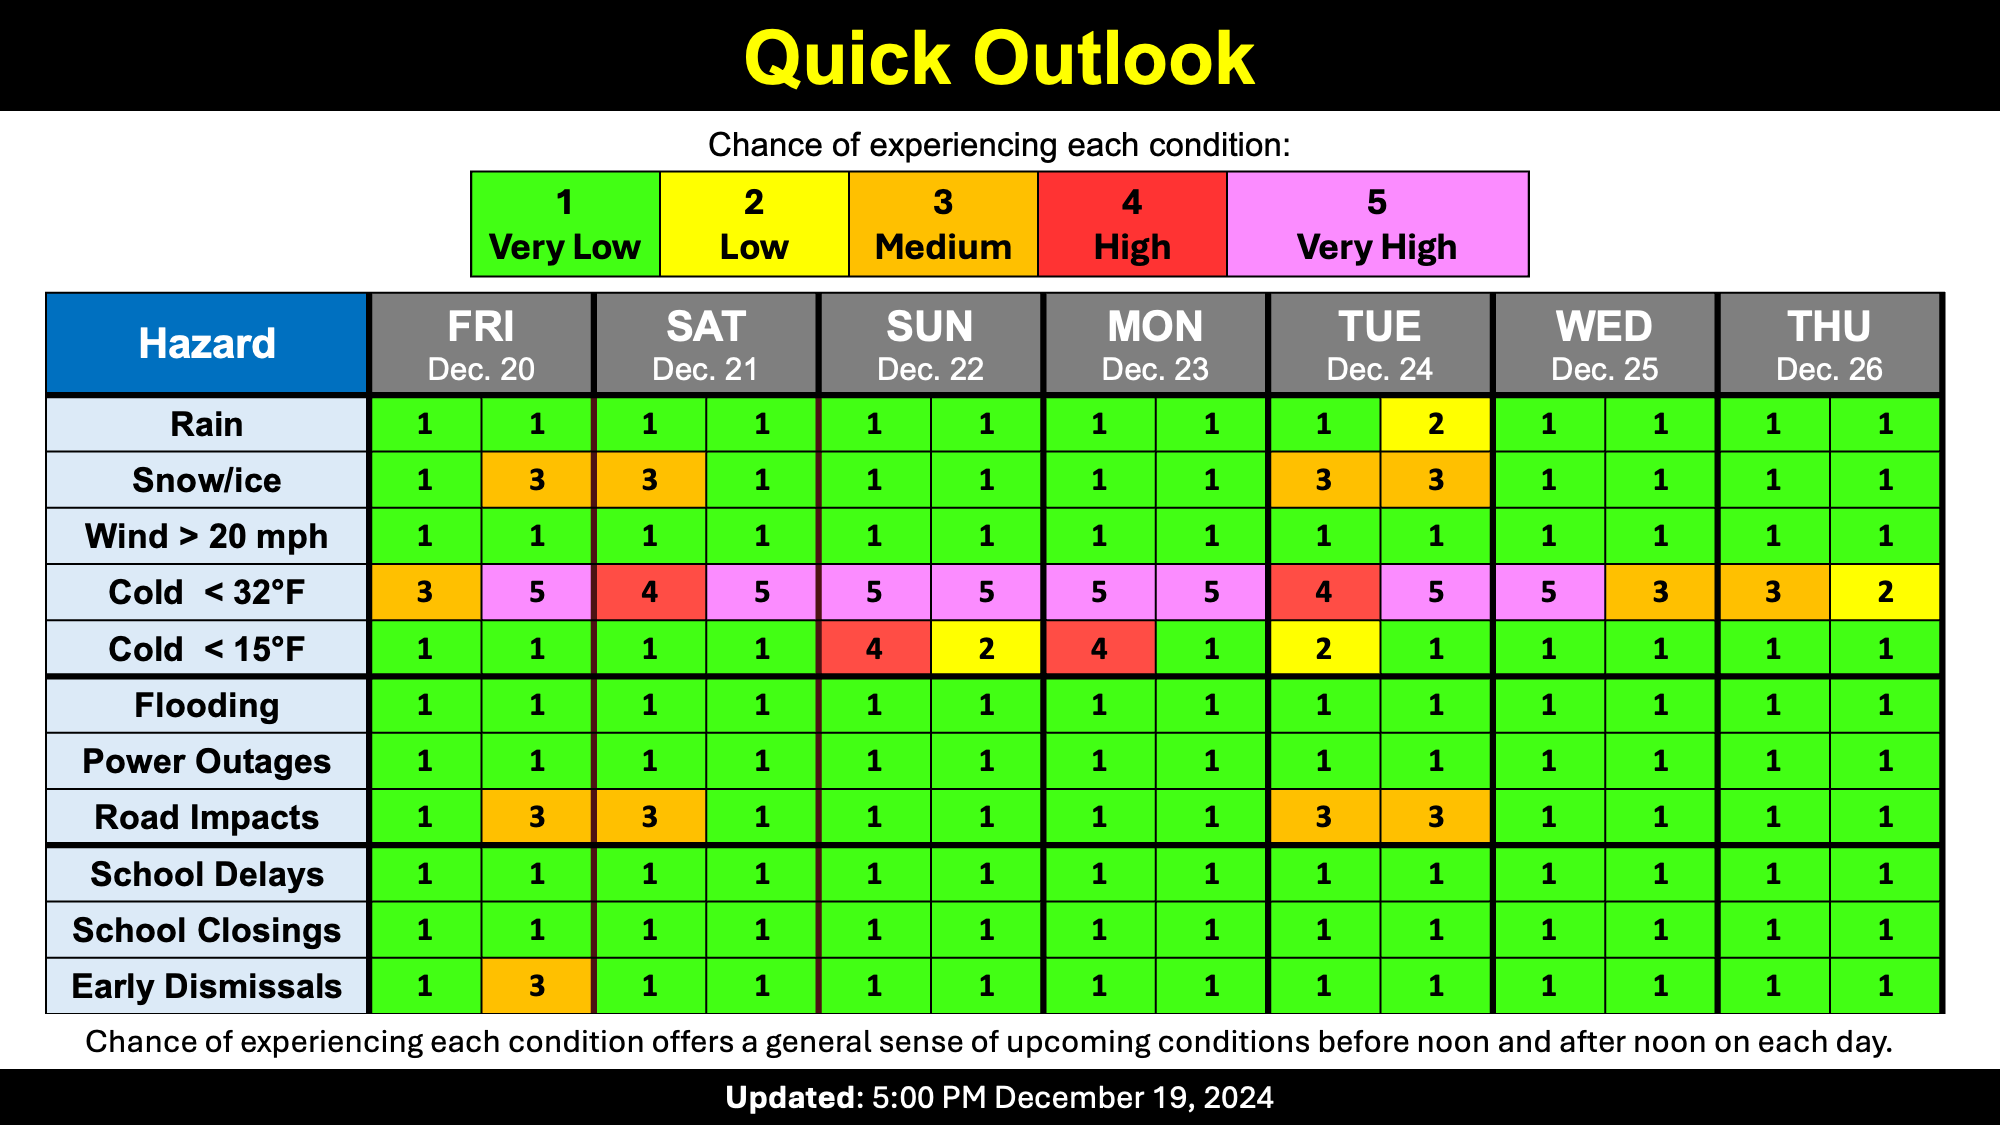 Quick Outlook
Chance of experiencing each condition:
1 2 3 4 5
Very Low Low Medium High Very High
Hazard FRI SAT SUN MON TUE WED THU
Dec. 20 Dec. 21 Dec. 22 Dec. 23 Dec. 24 Dec. 25 Dec. 26
Rain 1 1 1 1 1 1 1 1 1 2 1 1 1 1
Snow/ice 1 3 3 1 1 1 1 1 3 3 1 1 1 1
Wind > 20 mph 1 1 1 1 1 1 1 1 1 1 1 1 1 1
Cold < 32°F 3 5 4 5 5 5 5 5 4 5 5 3 3 2
Cold < 15°F 1 1 1 1 4 2 4 1 2 1 1 1 1 1
Flooding 1 1 1 1 1 1 1 1 1 1 1 1 1 1
Power Outages 1 1 1 1 1 1 1 1 1 1 1 1 1 1
Road Impacts 1 3 3 1 1 1 1 1 3 3 1 1 1 1
School Delays 1 1 1 1 1 1 1 1 1 1 1 1 1 1
School Closings 1 1 1 1 1 1 1 1 1 1 1 1 1 1
Early Dismissals 1 3 1 1 1 1 1 1 1 1 1 1 1 1
Chance of experiencing each condition offers a general sense of upcoming conditions before noon and after noon on each day.
Updated: 5:00 PM December 19, 2024